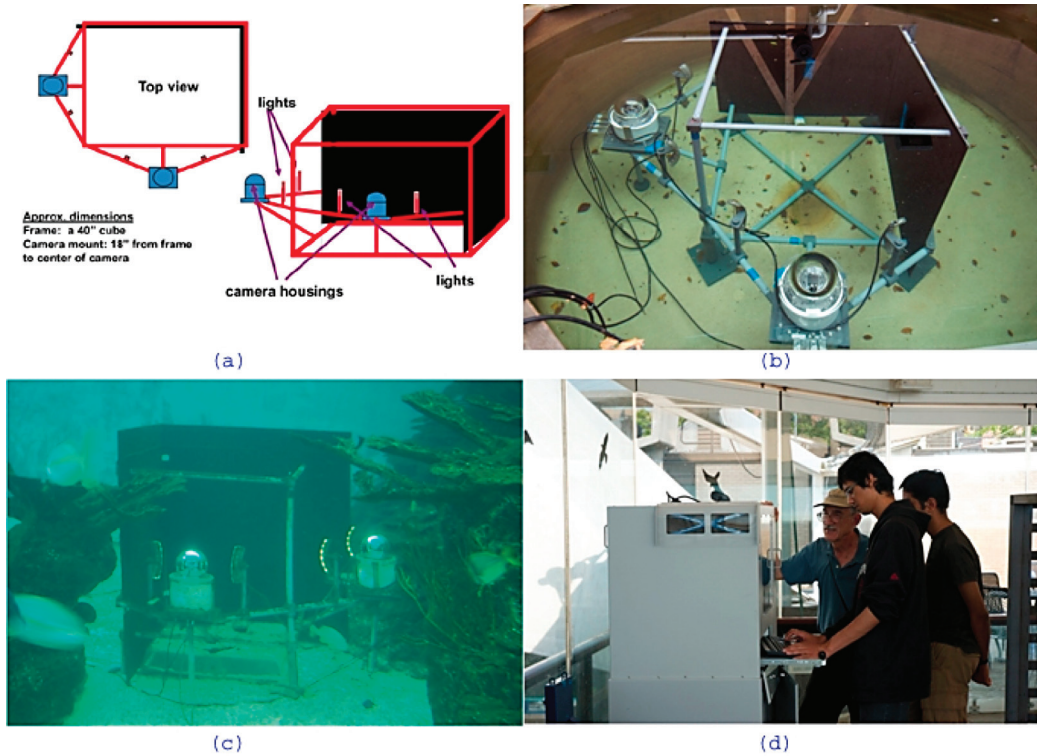 Top view
lights
Approx. dimensions
Frame: a 40" cube
Camera mount: 18" from frame
to center of camera
camera housings
lights
(a)
(b)
(c)
(d)